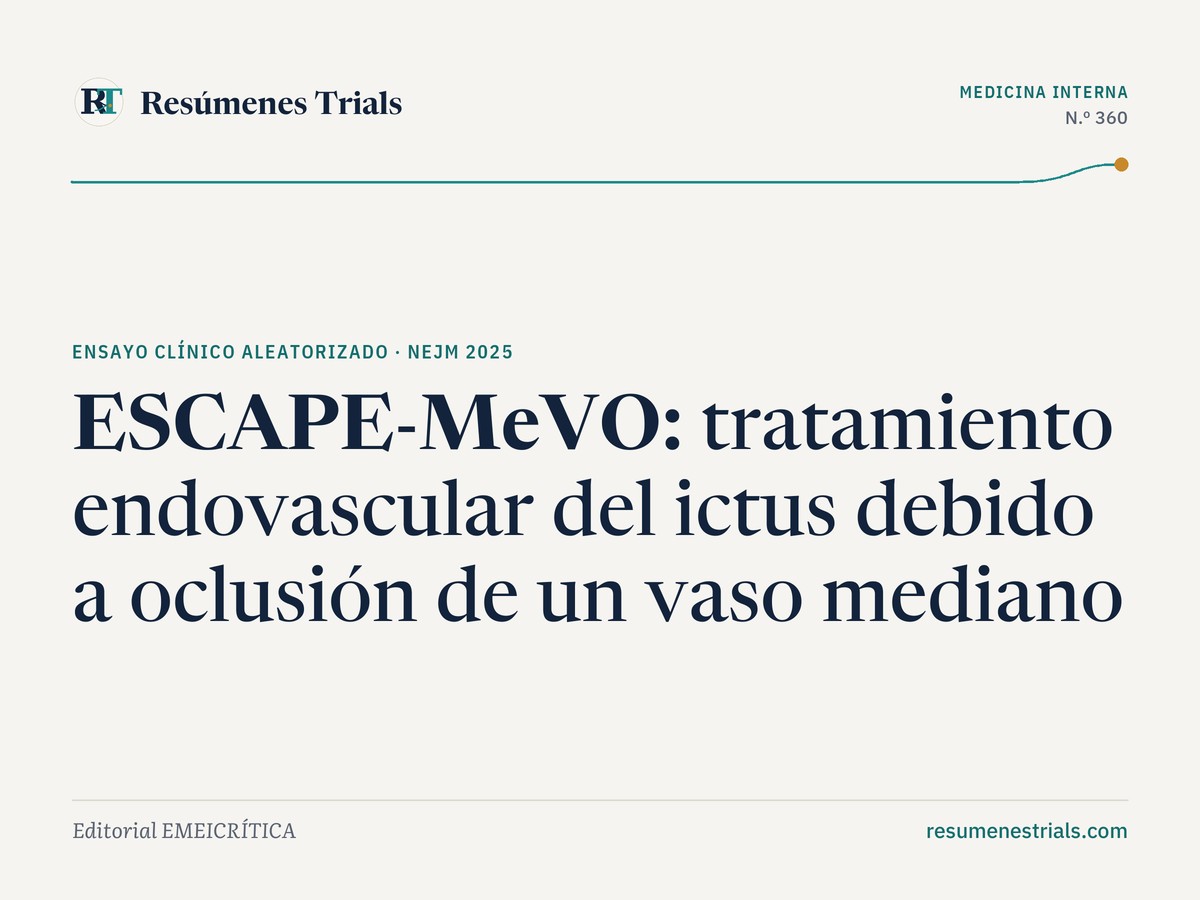 RT Resúmenes Trials
MEDICINA INTERNA
N.º 360
ENSAYO CLÍNICO ALEATORIZADO · NEJM 2025
ESCAPE-MeVO: tratamiento
endovascular del ictus debido
a oclusión de un vaso mediano
Editorial EMEICRÍTICA
resumenestrials.com